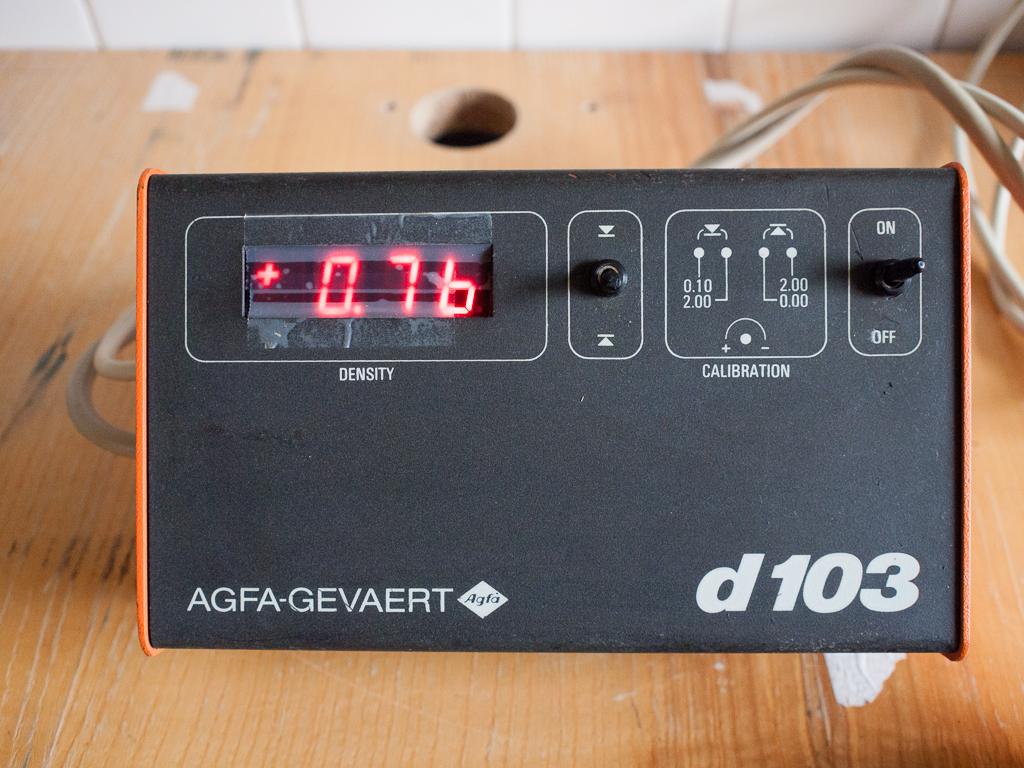 + 0.76
DENSITY
0.10
2.00
2.00
0.00
+ −
CALIBRATION
ON
OFF
AGFA-GEVAERT Agfa
d 103